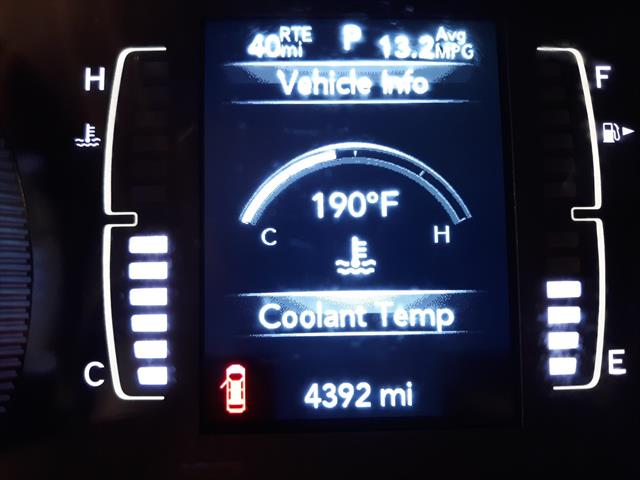 40 RTE mi P 13.2 Avg MPG
Vehicle Info
H F
190°F
C H
Coolant Temp
C E
4392 mi